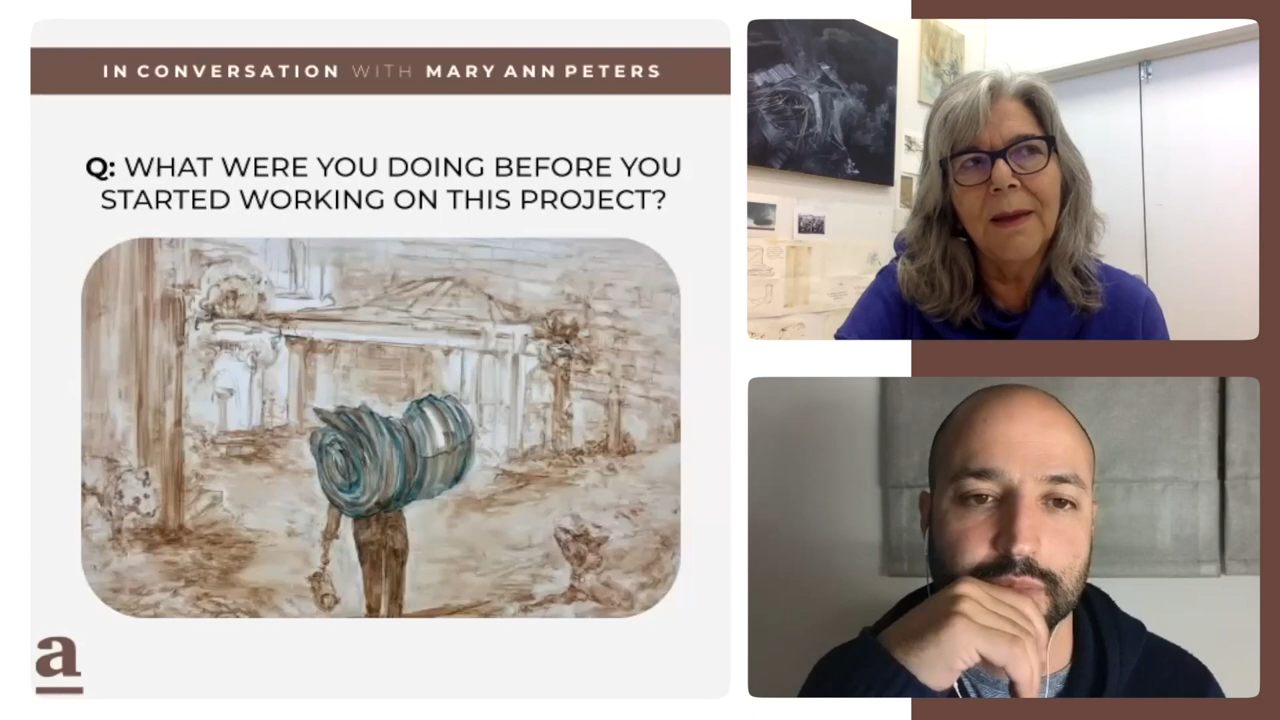 IN CONVERSATION WITH MARY ANN PETERS
Q: WHAT WERE YOU DOING BEFORE YOU
STARTED WORKING ON THIS PROJECT?
a